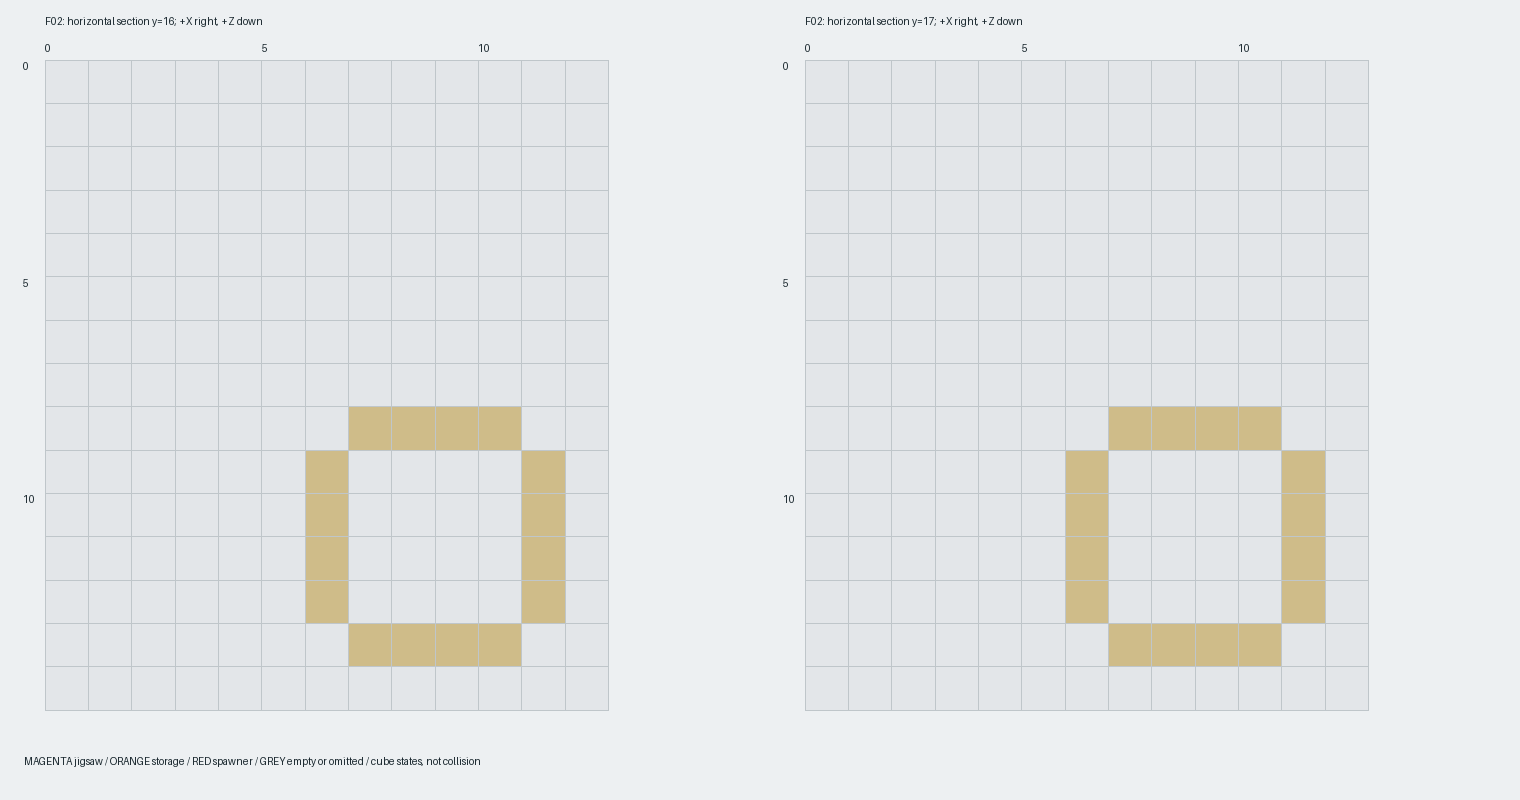 F02: horizontal section y=16; +X right, +Z down
0 5 10
0
5
10
F02: horizontal section y=17; +X right, +Z down
0 5 10
0
5
10
MAGENTA jigsaw / ORANGE storage / RED spawner / GREY empty or omitted / cube states, not collision